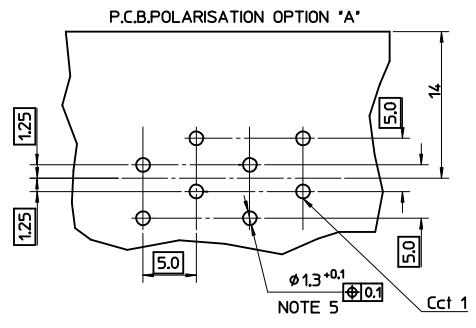 P.C.B.POLARISATION OPTION "A"
14
5.0
1.25
1.25
5.0
5.0
ø1.3 +0.1
⌖ 0.1
NOTE 5
Cct 1